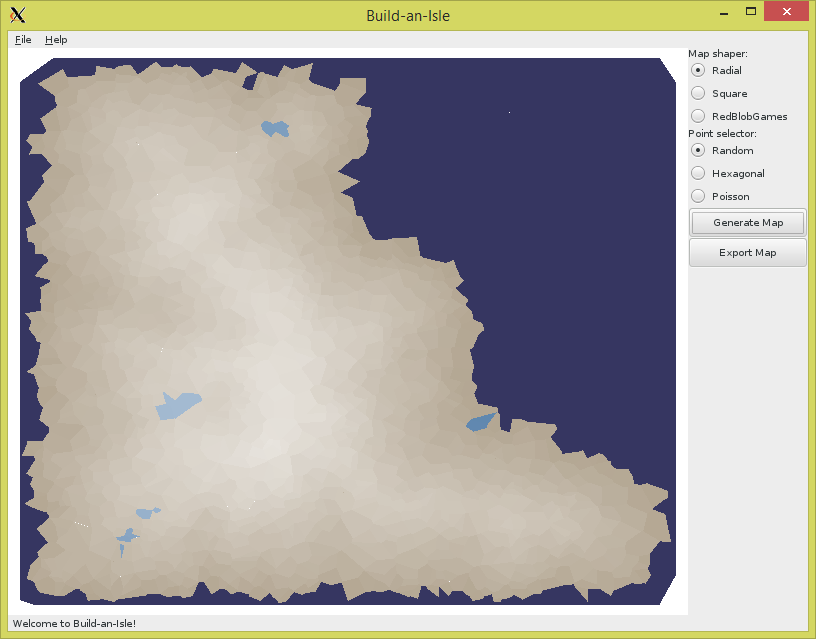 Build-an-Isle
File Help
Map shaper:
Radial
Square
RedBlobGames
Point selector:
Random
Hexagonal
Poisson
Generate Map
Export Map
Welcome to Build-an-Isle!